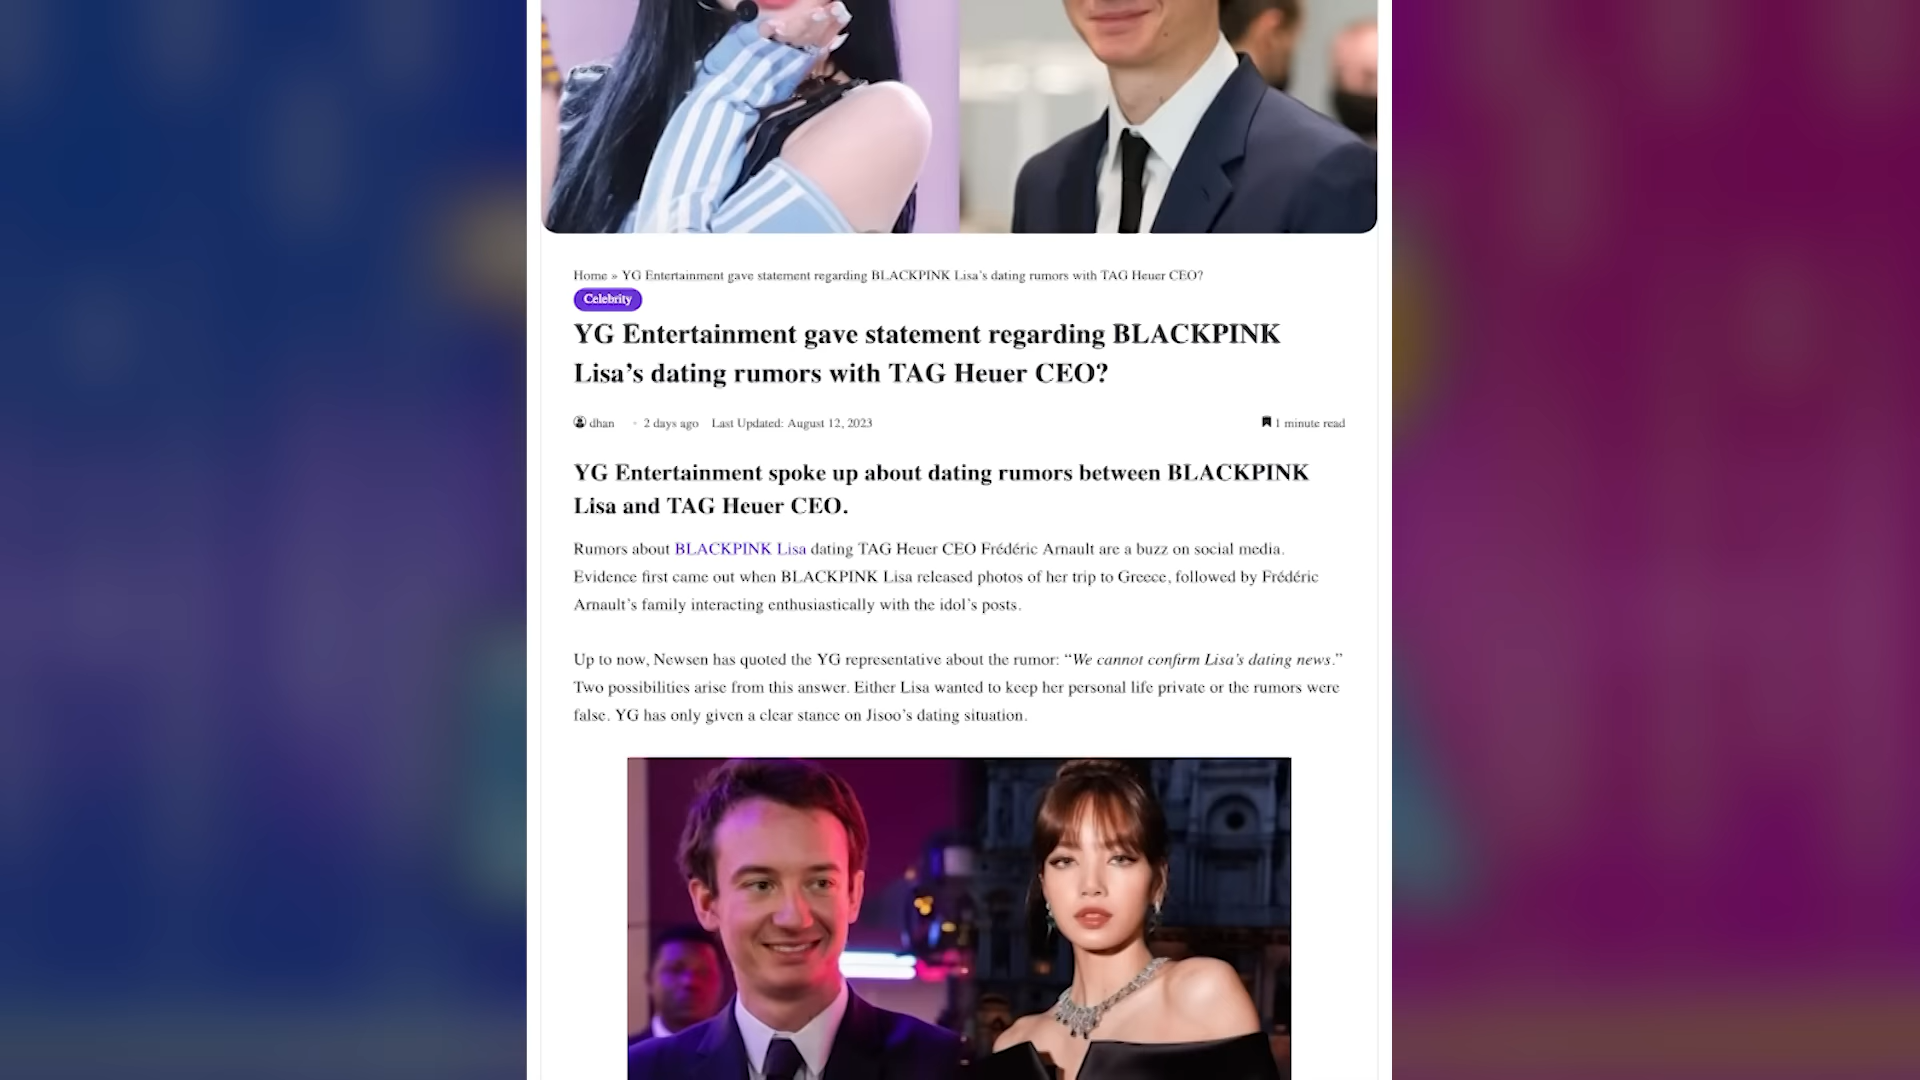 Home » YG Entertainment gave statement regarding BLACKPINK Lisa’s dating rumors with TAG Heuer CEO?
Celebrity
YG Entertainment gave statement regarding BLACKPINK
Lisa’s dating rumors with TAG Heuer CEO?
dhan • 2 days ago Last Updated: August 12, 2023 1 minute read
YG Entertainment spoke up about dating rumors between BLACKPINK
Lisa and TAG Heuer CEO.
Rumors about BLACKPINK Lisa dating TAG Heuer CEO Frédéric Arnault are a buzz on social media.
Evidence first came out when BLACKPINK Lisa released photos of her trip to Greece, followed by Frédéric
Arnault’s family interacting enthusiastically with the idol’s posts.
Up to now, Newsen has quoted the YG representative about the rumor: “We cannot confirm Lisa’s dating news.”
Two possibilities arise from this answer. Either Lisa wanted to keep her personal life private or the rumors were
false. YG has only given a clear stance on Jisoo’s dating situation.